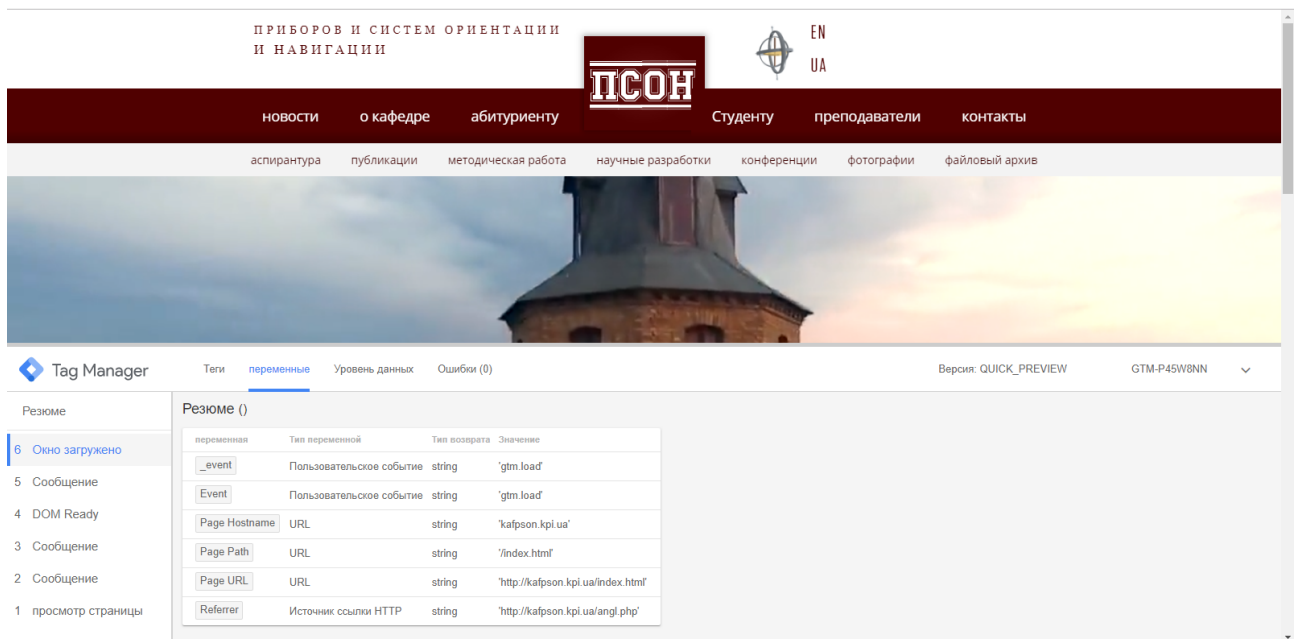 ПРИБОРОВ И СИСТЕМ ОРИЕНТАЦИИ
И НАВИГАЦИИ
EN
UA
ПСОН
новости о кафедре абитуриенту Студенту преподаватели контакты
аспирантура публикации методическая работа научные разработки конференции фотографии файловый архив
Tag Manager Теги переменные Уровень данных Ошибки (0) Версия: QUICK_PREVIEW GTM-P45W8NN
Резюме
6 Окно загружено
5 Сообщение
4 DOM Ready
3 Сообщение
2 Сообщение
1 просмотр страницы
Резюме ()
переменная Тип переменной Тип возврата Значение
_event Пользовательское событие string 'gtm.load'
Event Пользовательское событие string 'gtm.load'
Page Hostname URL string 'kafpson.kpi.ua'
Page Path URL string '/index.html'
Page URL URL string 'http://kafpson.kpi.ua/index.html'
Referrer Источник ссылки HTTP string 'http://kafpson.kpi.ua/angl.php'